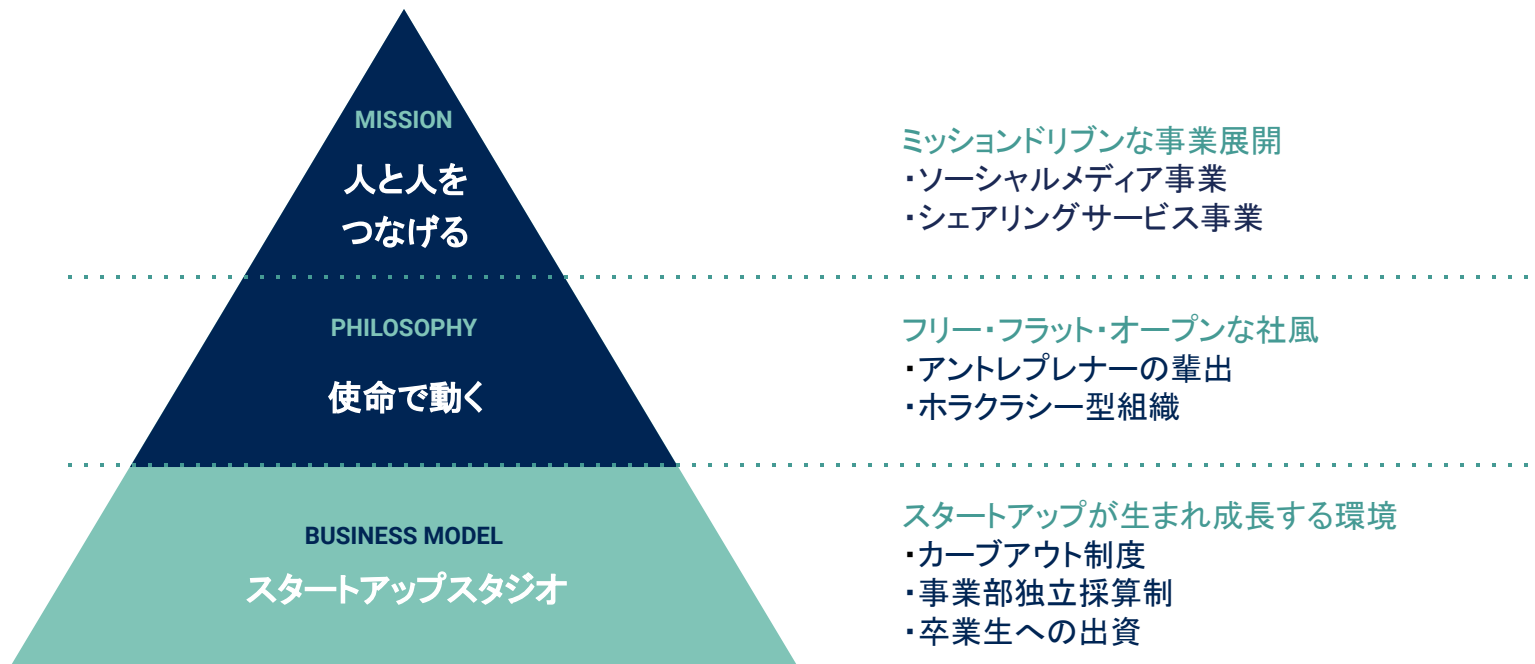 MISSION
人と人を
つなげる
ミッションドリブンな事業展開
・ソーシャルメディア事業
・シェアリングサービス事業
PHILOSOPHY
使命で動く
フリー・フラット・オープンな社風
・アントレプレナーの輩出
・ホラクラシー型組織
BUSINESS MODEL
スタートアップスタジオ
スタートアップが生まれ成長する環境
・カーブアウト制度
・事業部独立採算制
・卒業生への出資